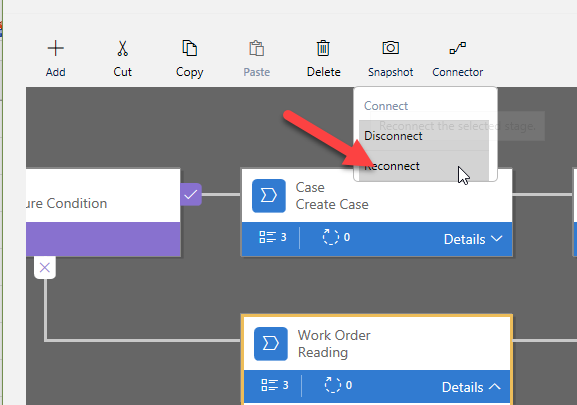 Add
Cut
Copy
Paste
Delete
Snapshot
Connector
Connect
Reconnect the selected stage.
Disconnect
Reconnect
Case
Create Case
ure Condition
3
0
Details
Work Order
Reading
3
0
Details